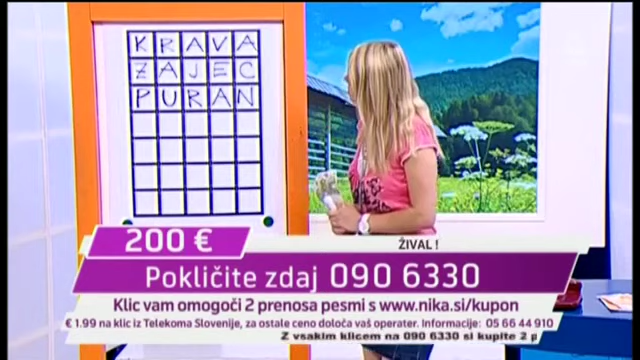 KRAVA
ZAJEC
PURAN
200 €
ŽIVAL!
Pokličite zdaj 090 6330
Klic vam omogoči 2 prenosa pesmi s www.nika.si/kupon
€ 1.99 na klic iz Telekoma Slovenije, za ostale ceno določa vaš operater. Informacije: 05 66 44 910
Z vsakim klicem na 090 6330 si kupite 2 p